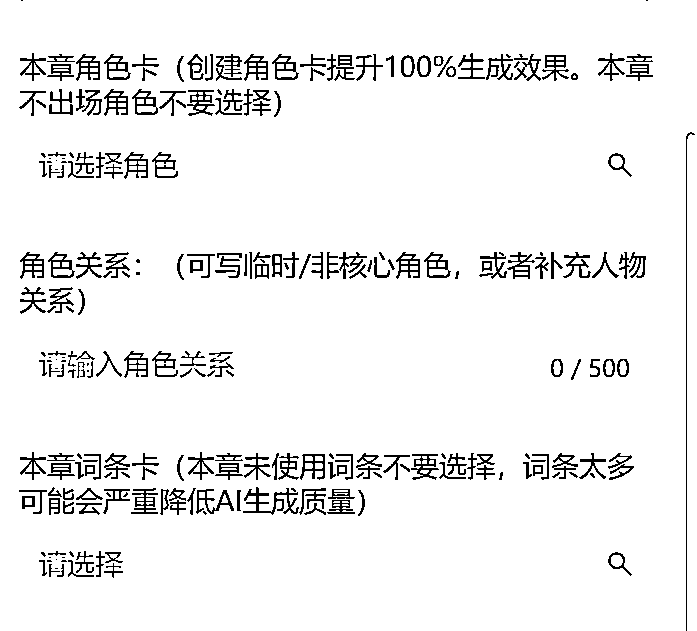 本章角色卡（创建角色卡提升100%生成效果。本章
不出场角色不要选择）
请选择角色
角色关系：（可写临时/非核心角色，或者补充人物
关系）
请输入角色关系
0 / 500
本章词条卡（本章未使用词条不要选择，词条太多
可能会严重降低AI生成质量）
请选择